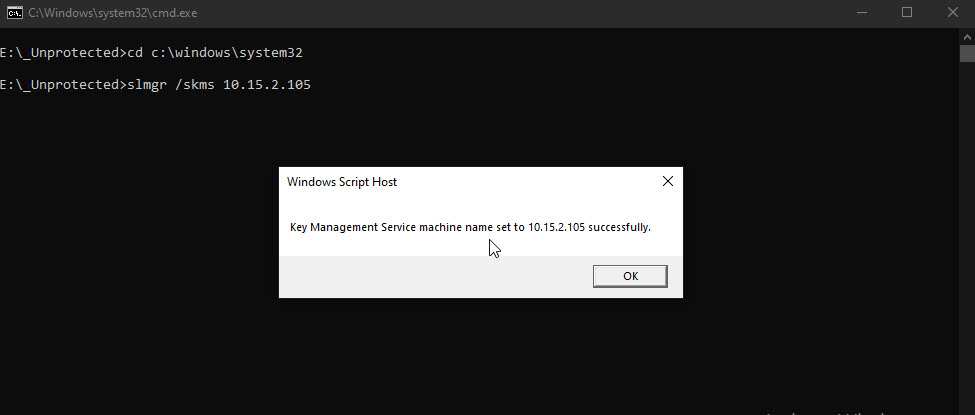 C:\Windows\system32\cmd.exe
E:\_Unprotected>cd c:\windows\system32
E:\_Unprotected>slmgr /skms 10.15.2.105
Windows Script Host
Key Management Service machine name set to 10.15.2.105 successfully.
OK